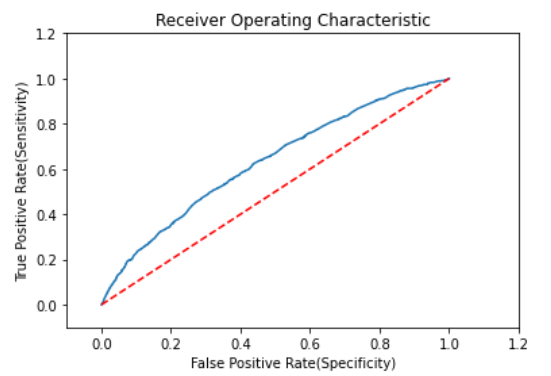 Receiver Operating Characteristic
1.2
1.0
0.8
0.6
0.4
0.2
0.0
True Positive Rate(Sensitivity)
0.0 0.2 0.4 0.6 0.8 1.0 1.2
False Positive Rate(Specificity)